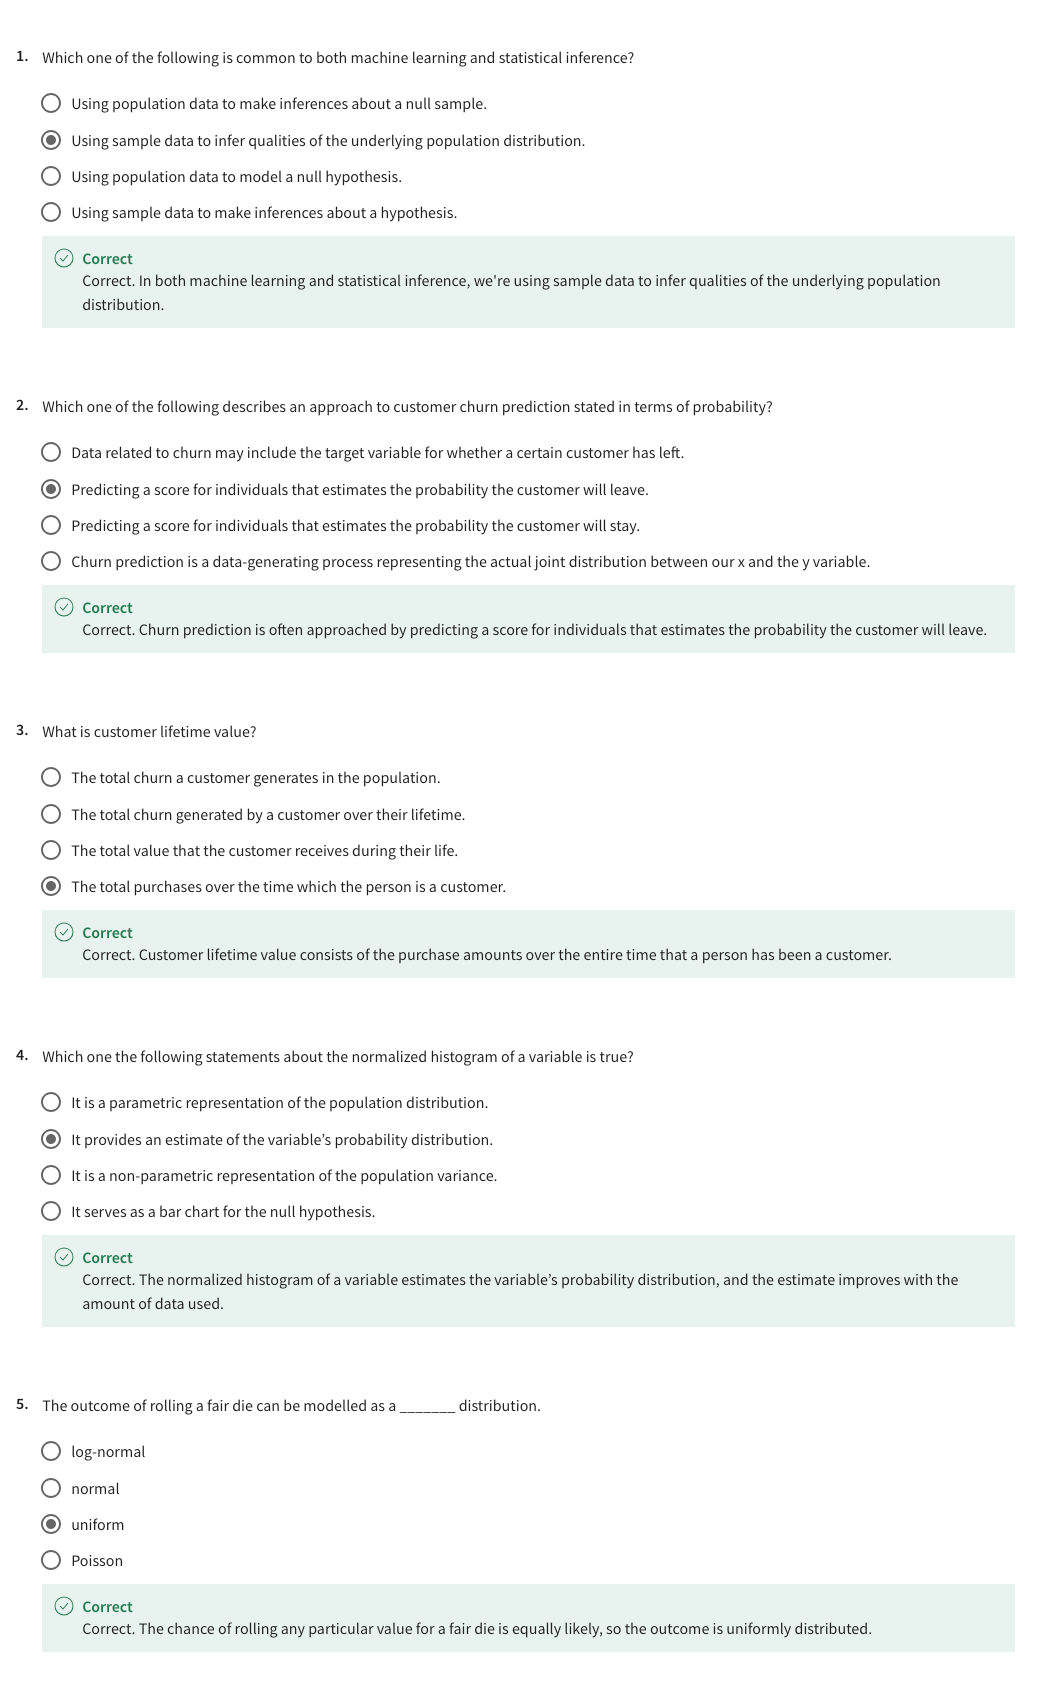 1. Which one of the following is common to both machine learning and statistical inference?
Using population data to make inferences about a null sample.
Using sample data to infer qualities of the underlying population distribution.
Using population data to model a null hypothesis.
Using sample data to make inferences about a hypothesis.
Correct
Correct. In both machine learning and statistical inference, we're using sample data to infer qualities of the underlying population
distribution.
2. Which one of the following describes an approach to customer churn prediction stated in terms of probability?
Data related to churn may include the target variable for whether a certain customer has left.
Predicting a score for individuals that estimates the probability the customer will leave.
Predicting a score for individuals that estimates the probability the customer will stay.
Churn prediction is a data-generating process representing the actual joint distribution between our x and the y variable.
Correct
Correct. Churn prediction is often approached by predicting a score for individuals that estimates the probability the customer will leave.
3. What is customer lifetime value?
The total churn a customer generates in the population.
The total churn generated by a customer over their lifetime.
The total value that the customer receives during their life.
The total purchases over the time which the person is a customer.
Correct
Correct. Customer lifetime value consists of the purchase amounts over the entire time that a person has been a customer.
4. Which one the following statements about the normalized histogram of a variable is true?
It is a parametric representation of the population distribution.
It provides an estimate of the variable’s probability distribution.
It is a non-parametric representation of the population variance.
It serves as a bar chart for the null hypothesis.
Correct
Correct. The normalized histogram of a variable estimates the variable’s probability distribution, and the estimate improves with the
amount of data used.
5. The outcome of rolling a fair die can be modelled as a _______ distribution.
log-normal
normal
uniform
Poisson
Correct
Correct. The chance of rolling any particular value for a fair die is equally likely, so the outcome is uniformly distributed.